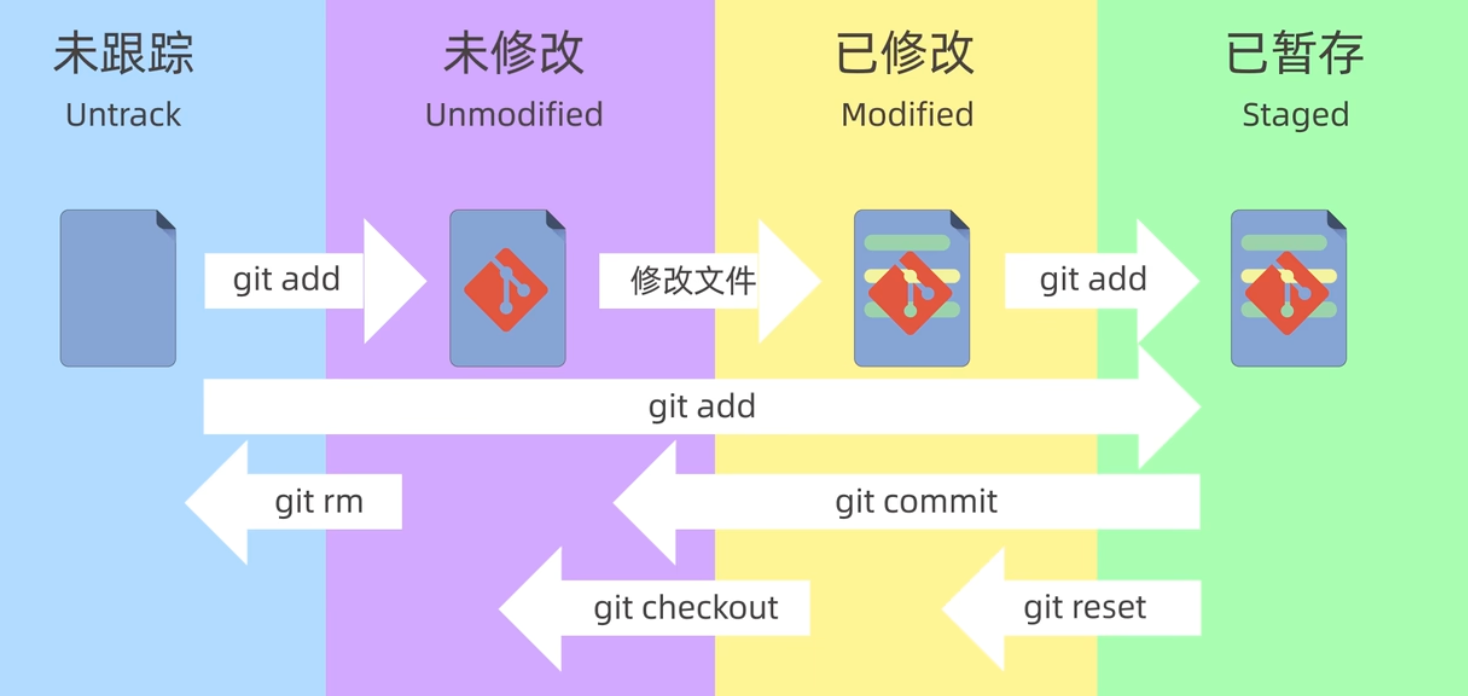 未跟踪
Untrack
未修改
Unmodified
已修改
Modified
已暂存
Staged
git add
修改文件
git add
git add
git rm
git commit
git checkout
git reset